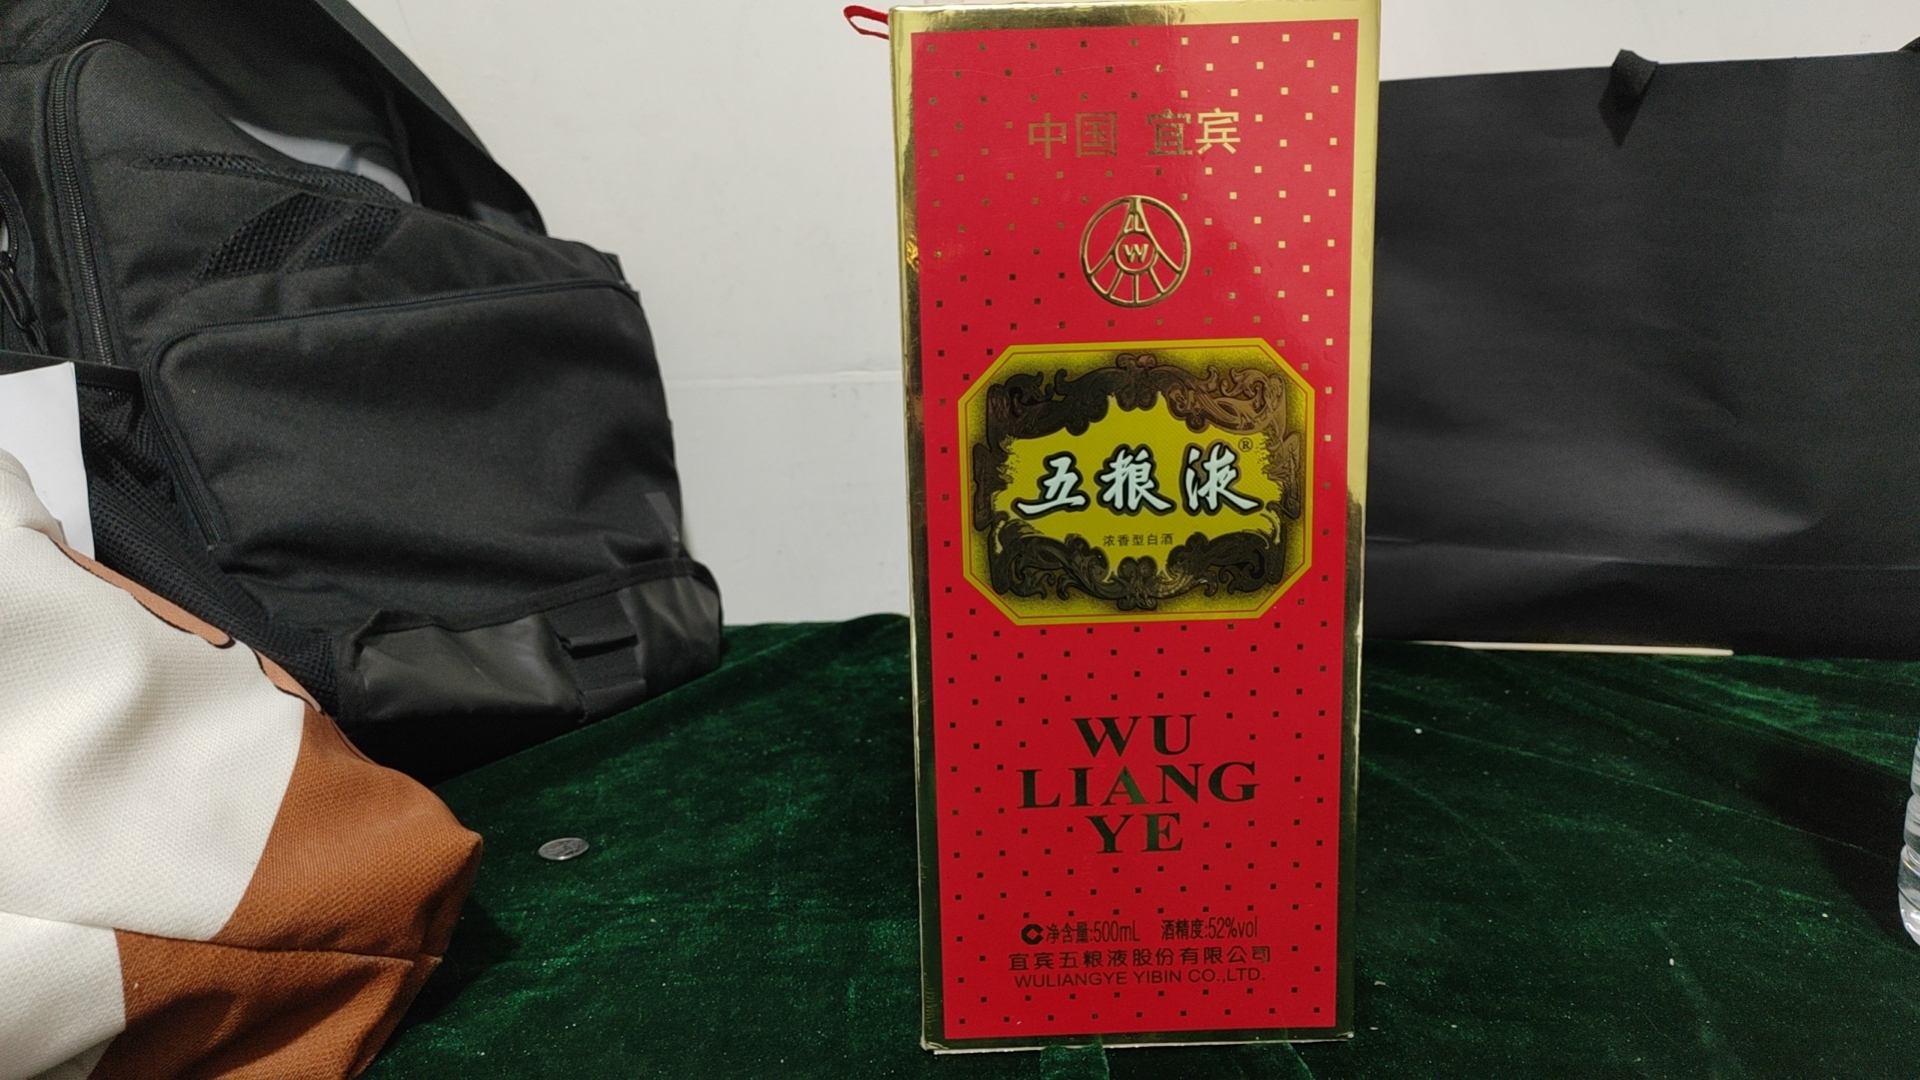 中国 宜宾
W
五粮液®
浓香型白酒
WU
LIANG
YE
C净含量:500mL 酒精度:52%vol
宜宾五粮液股份有限公司
WULIANGYE YIBIN CO.,LTD.